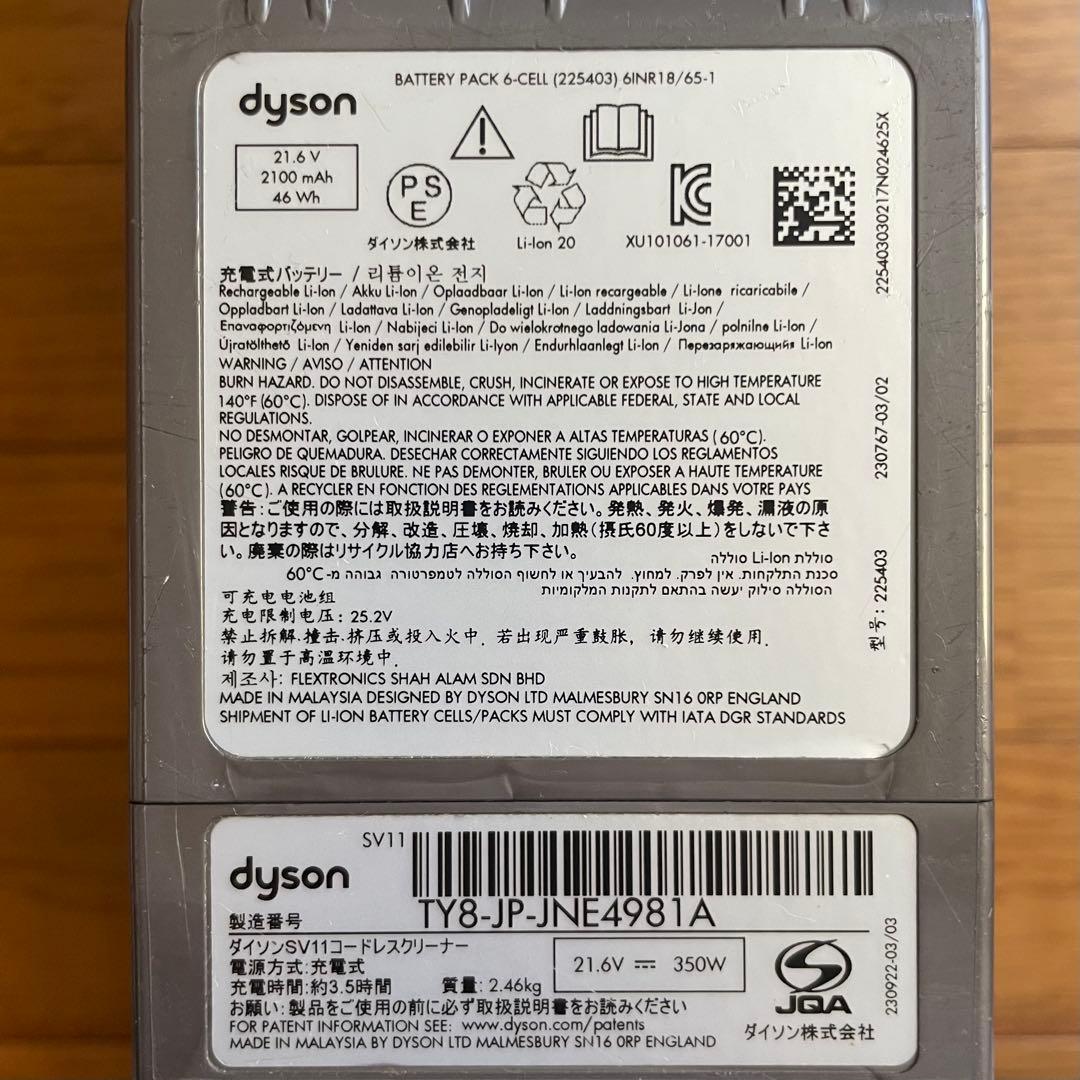 BATTERY PACK 6-CELL (225403) 6INR18/65-1
dyson
21.6 V
2100 mAh
46 Wh
PSE
ダイソン株式会社
Li-Ion 20
XU101061-17001
225403030217N024625X
充電式バッテリー / 리튬이온 전지
Rechargeable Li-Ion / Akku Li-Ion / Oplaadbaar Li-Ion / Li-Ion recargeable / Li-Ione ricaricabile /
Oppladbart Li-Ion / Ladattava Li-Ion / Genopladeligt Li-Ion / Laddningsbart Li-Jon /
Επαναφορτιζόμενη Li-Ion / Nabíjecí Li-Ion / Do wielokrotnego ladowania Li-Jona / polnilne Li-Ion /
Újratölthető Li-Ion / Yeniden sarj edilebilir Li-Iyon / Endurhlaanlegt Li-Ion / Перезаряжающийя Li-Ion
WARNING / AVISO / ATTENTION
BURN HAZARD. DO NOT DISASSEMBLE, CRUSH, INCINERATE OR EXPOSE TO HIGH TEMPERATURE
140°F (60°C). DISPOSE OF IN ACCORDANCE WITH APPLICABLE FEDERAL, STATE AND LOCAL
REGULATIONS.
NO DESMONTAR, GOLPEAR, INCINERAR O EXPONER A ALTAS TEMPERATURAS (60°C).
PELIGRO DE QUEMADURA. DESECHAR CORRECTAMENTE SIGUIENDO LOS REGLAMENTOS
LOCALES RISQUE DE BRULURE. NE PAS DEMONTER, BRULER OU EXPOSER A HAUTE TEMPERATURE
(60°C). A RECYCLER EN FONCTION DES REGLEMENTATIONS APPLICABLES DANS VOTRE PAYS
警告:ご使用の際には取扱説明書をお読みください。発熱、発火、爆発、漏液の原
因となりますので、分解、改造、圧壊、焼却、加熱(摂氏60度以上)をしないで下さ
い。廃棄の際はリサイクル協力店へお持ち下さい。
סוללת Li-Ion סוללה
סכנת התלקחות. אין לפרק. למחוץ. להבעיר או לחשוף הסוללה לטמפרטורה גבוהה מ- 60°C
הסוללה סילוק יעשה בהתאם לתקנות המלקומיות
可充电电池组
充电限制电压: 25.2V
禁止拆解.撞击.挤压或投入火中. 若出现严重鼓胀, 请勿继续使用.
请勿置于高温环境中.
제조사: FLEXTRONICS SHAH ALAM SDN BHD
MADE IN MALAYSIA DESIGNED BY DYSON LTD MALMESBURY SN16 0RP ENGLAND
SHIPMENT OF LI-ION BATTERY CELLS/PACKS MUST COMPLY WITH IATA DGR STANDARDS
230767-03/02
型号: 225403
SV11
dyson
TY8-JP-JNE4981A
製造番号
ダイソンSV11コードレスクリーナー
電源方式:充電式
充電時間:約3.5時間 質量: 2.46kg
21.6V 350W
お願い:製品をご使用の前に必ず取扱説明書をお読みください
FOR PATENT INFORMATION SEE: www.dyson.com/patents
MADE IN MALAYSIA BY DYSON LTD MALMESBURY SN16 0RP ENGLAND
JQA
ダイソン株式会社
230922-03/03